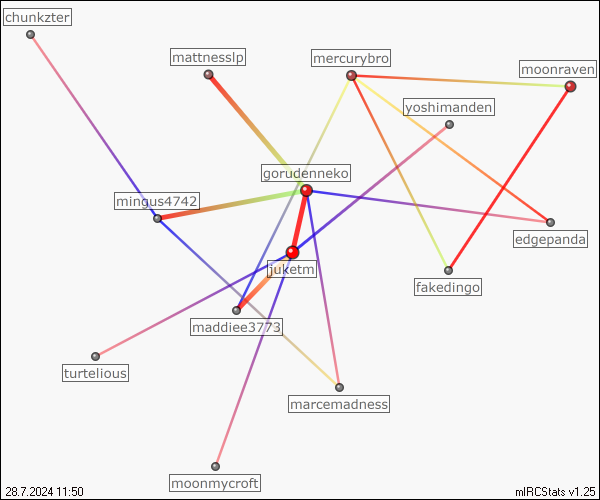 chunkzter
mattnesslp
mercurybro
moonraven
yoshimanden
gorudenneko
mingus4742
edgepanda
juketm
fakedingo
maddiee3773
turtelious
marcemadness
moonmycroft
28.7.2024 11:50
mIRCStats v1.25